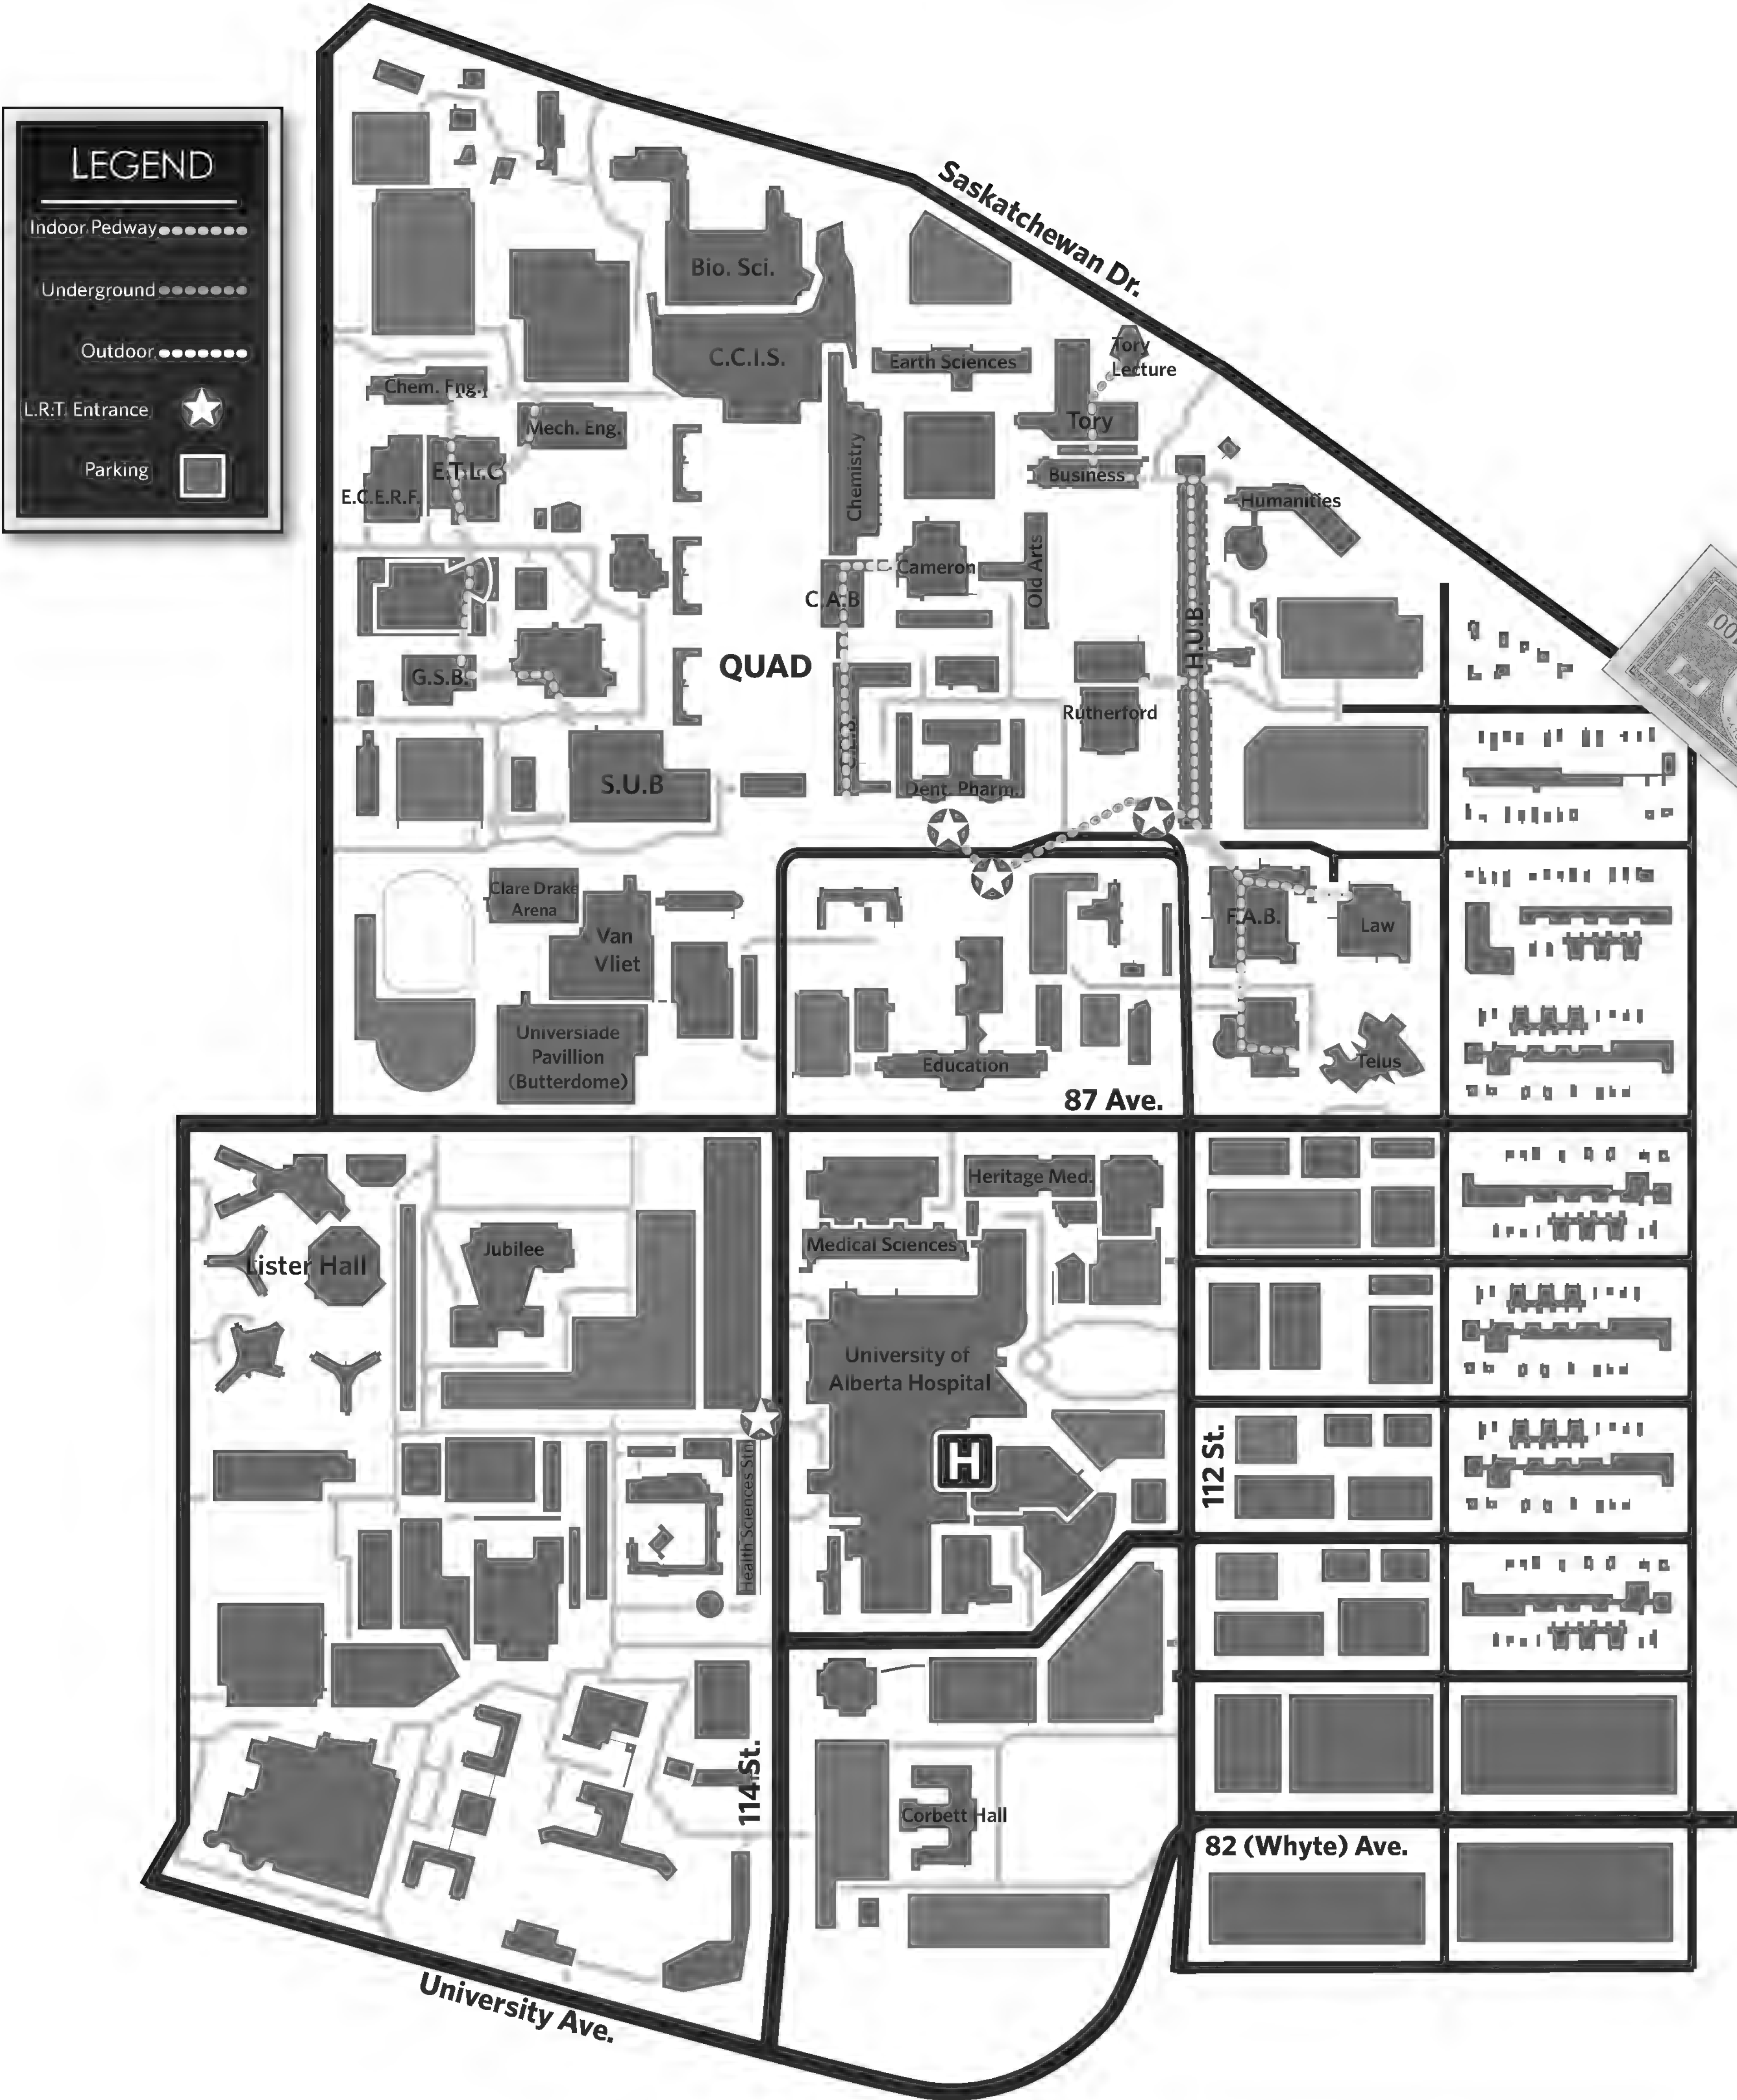 LEGEND
Indoor Pedway
Underground
Outdoor
L.R.T. Entrance
Parking
Saskatchewan Dr.
Bio. Sci.
C.C.I.S.
Earth Sciences
Tory
Lecture
Tory
Business
Chem. Eng.
Mech. Eng.
E.T.L.C
E.C.E.R.F.
Chemistry
Humanities
Cameron
Old Arts
C.A.B
H.U.B
QUAD
G.S.B.
Rutherford
S.U.B
Dent. Pharm.
100
Clare Drake
Arena
Van
Vliet
F.A.B.
Law
Universiade
Pavillion
(Butterdome)
Education
Telus
87 Ave.
Heritage Med.
Medical Sciences
Lister Hall
Jubilee
University of
Alberta Hospital
H
Health Sciences Stn
112 St.
114 St.
Corbett Hall
82 (Whyte) Ave.
University Ave.